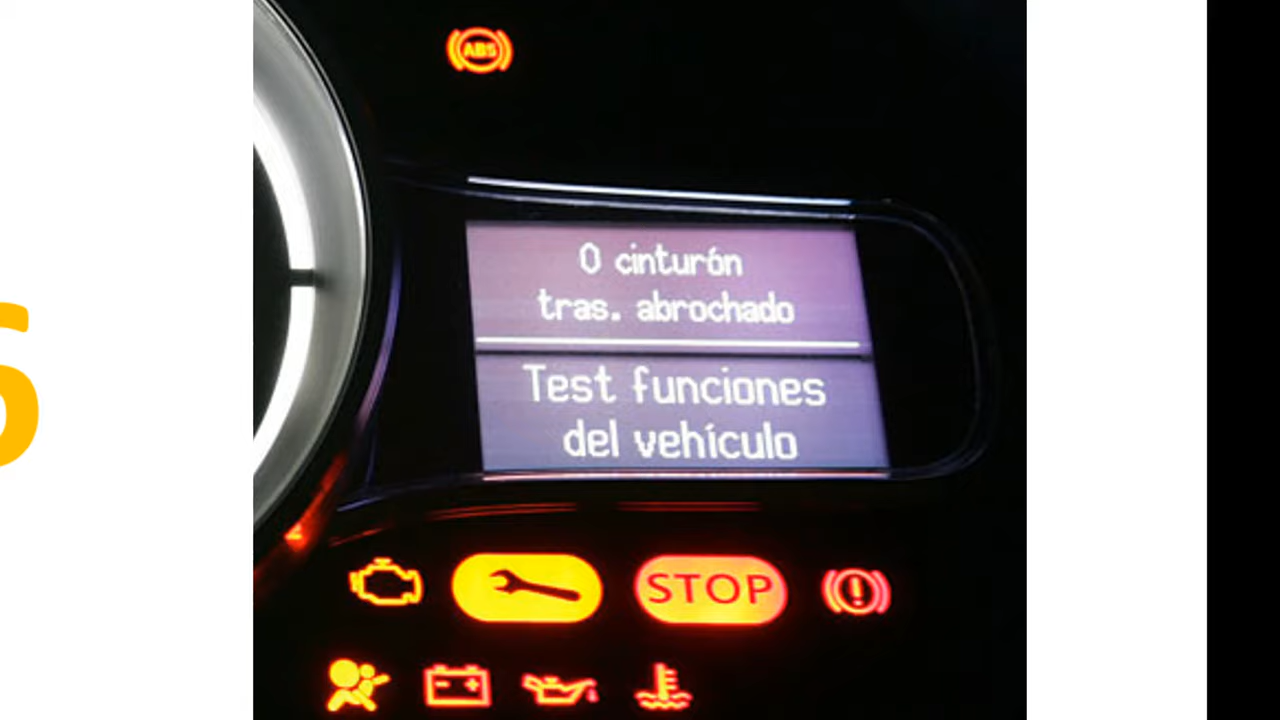 ABS
0 cinturón
tras. abrochado
Test funciones
del vehículo
STOP